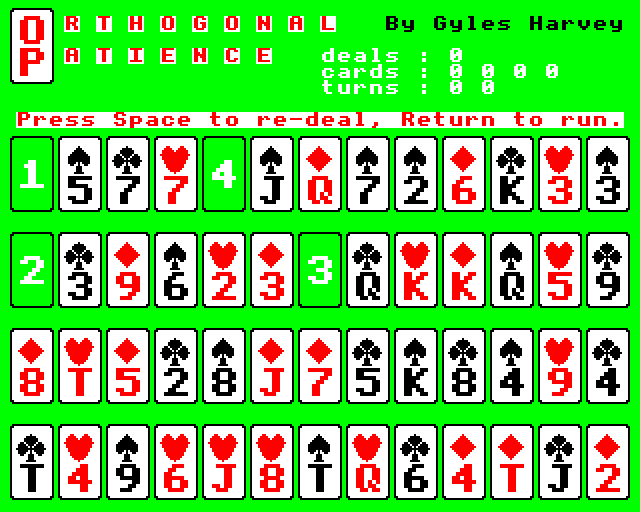 OP
ORTHOGONAL By Gyles Harvey
PATIENCE deals : 0
cards : 0 0 0 0
turns : 0 0
Press Space to re-deal, Return to run.
1 5 7 7 4 J Q 7 2 6 K 3 3
2 3 9 6 2 3 3 Q K K Q 5 9
8 T 5 2 8 J 7 5 K 8 4 9 4
T 4 9 6 J 8 T Q 6 4 T J 2